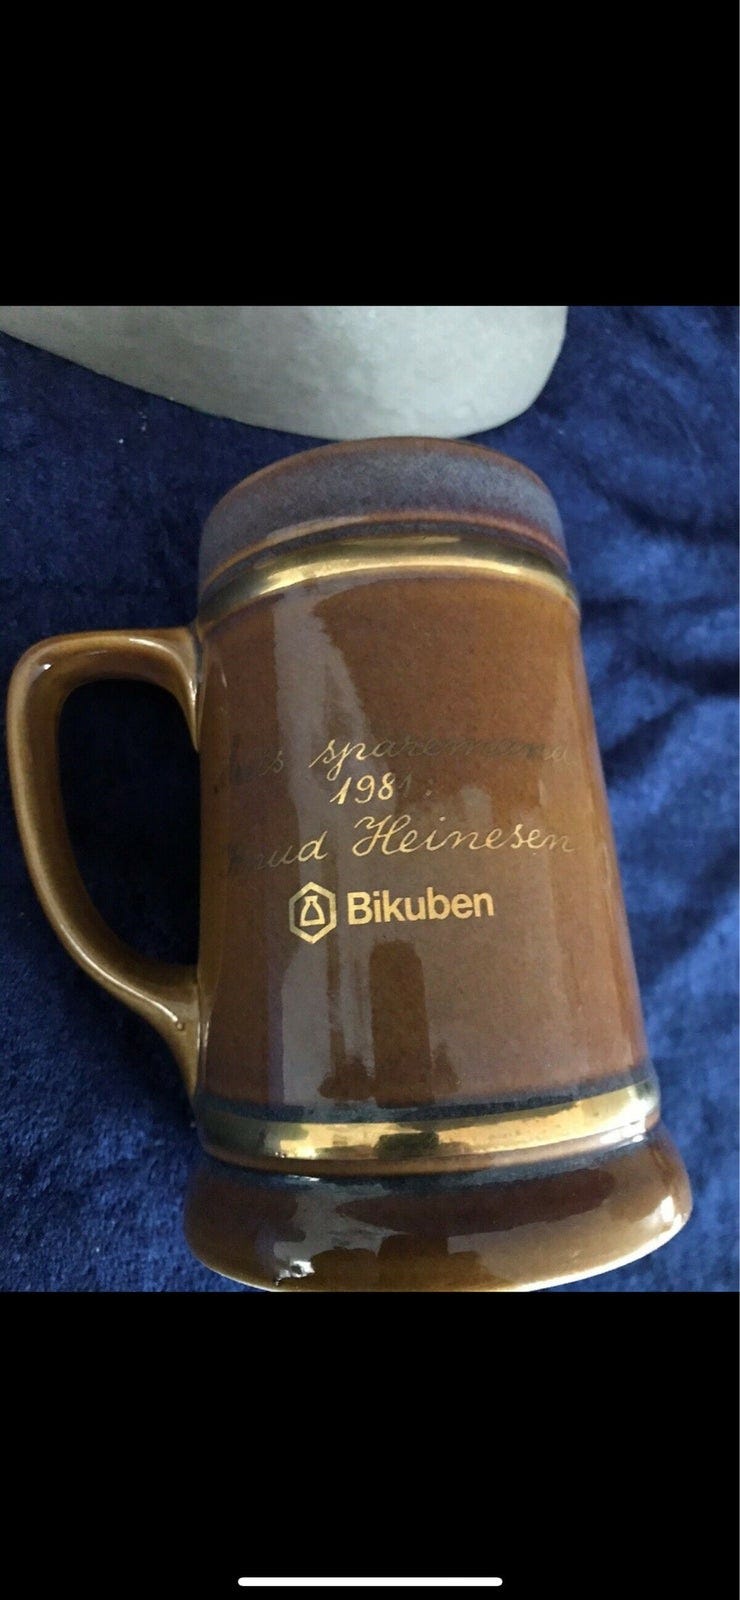 sparemand
1981:
Heinesen
Bikuben